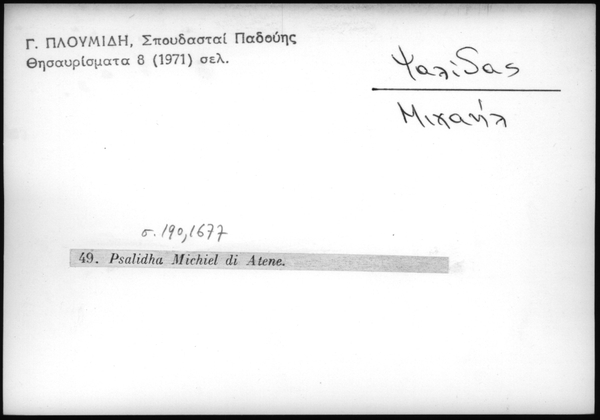 Γ. ΠΛΟΥΜΙΔΗ, Σπουδασταί Παδούης
Θησαυρίσματα 8 (1971) σελ.
Ψαλίδας
Μιχαήλ
σ. 190, 1677
49. Psalidha Michiel di Atene.